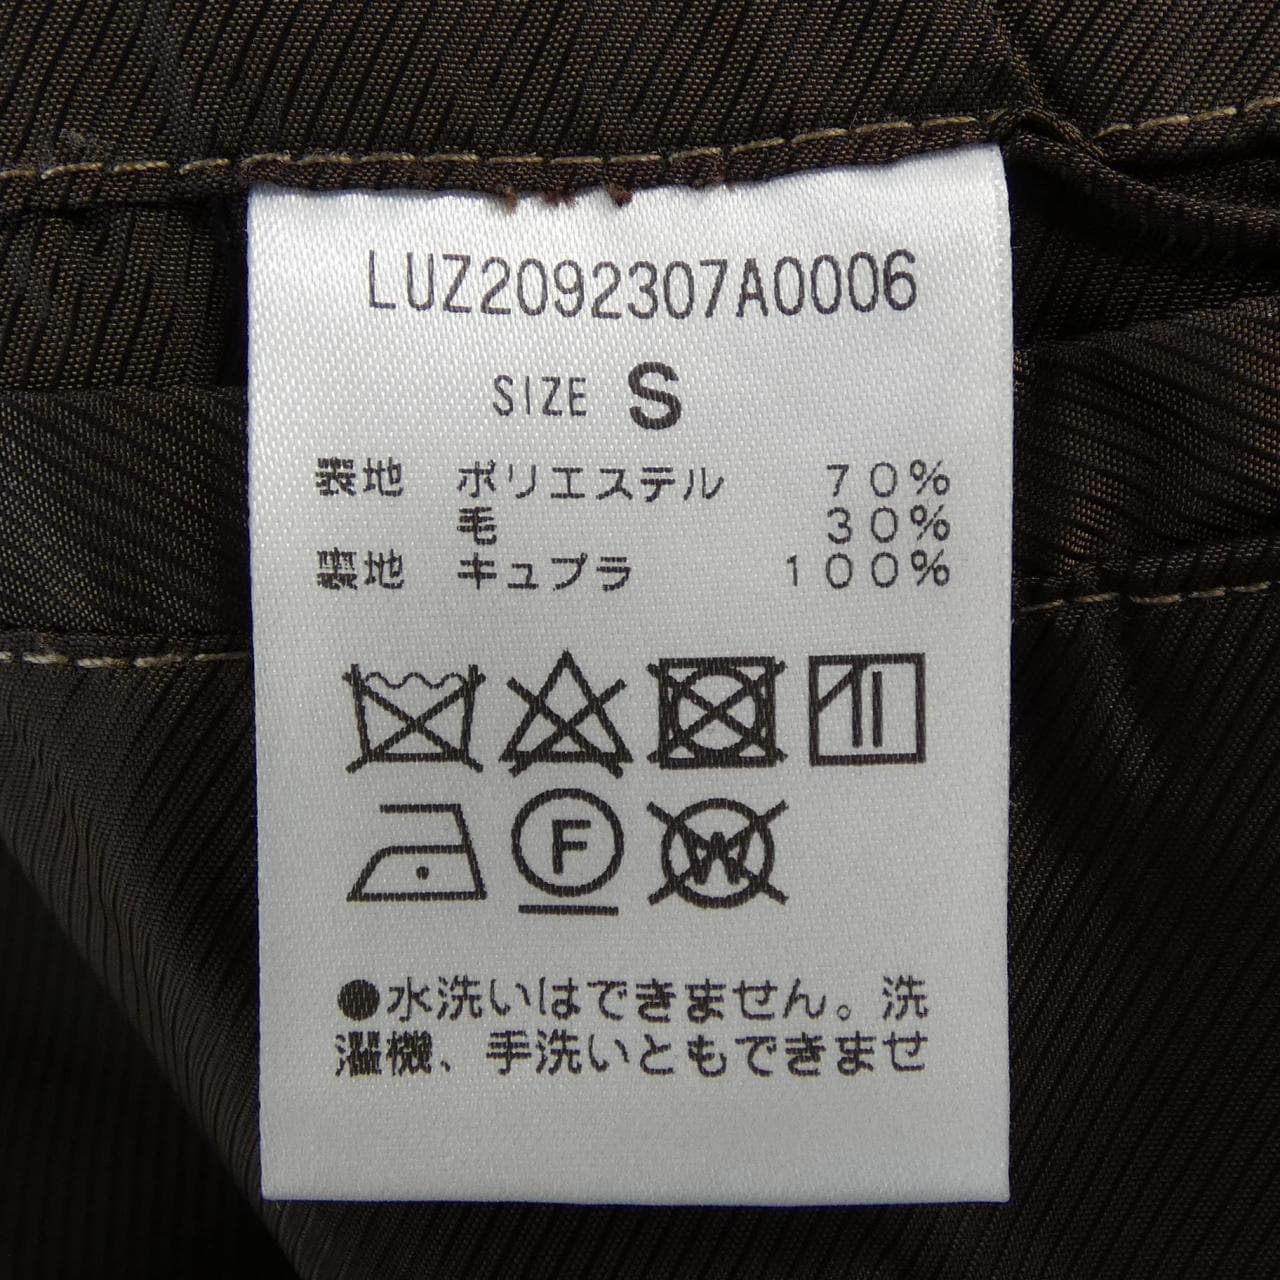 LUZ2092307A0006
SIZE S
表地 ポリエステル 70%
毛 30%
裏地 キュプラ 100%
F
W
●水洗いはできません。洗
濯機、手洗いともできませ